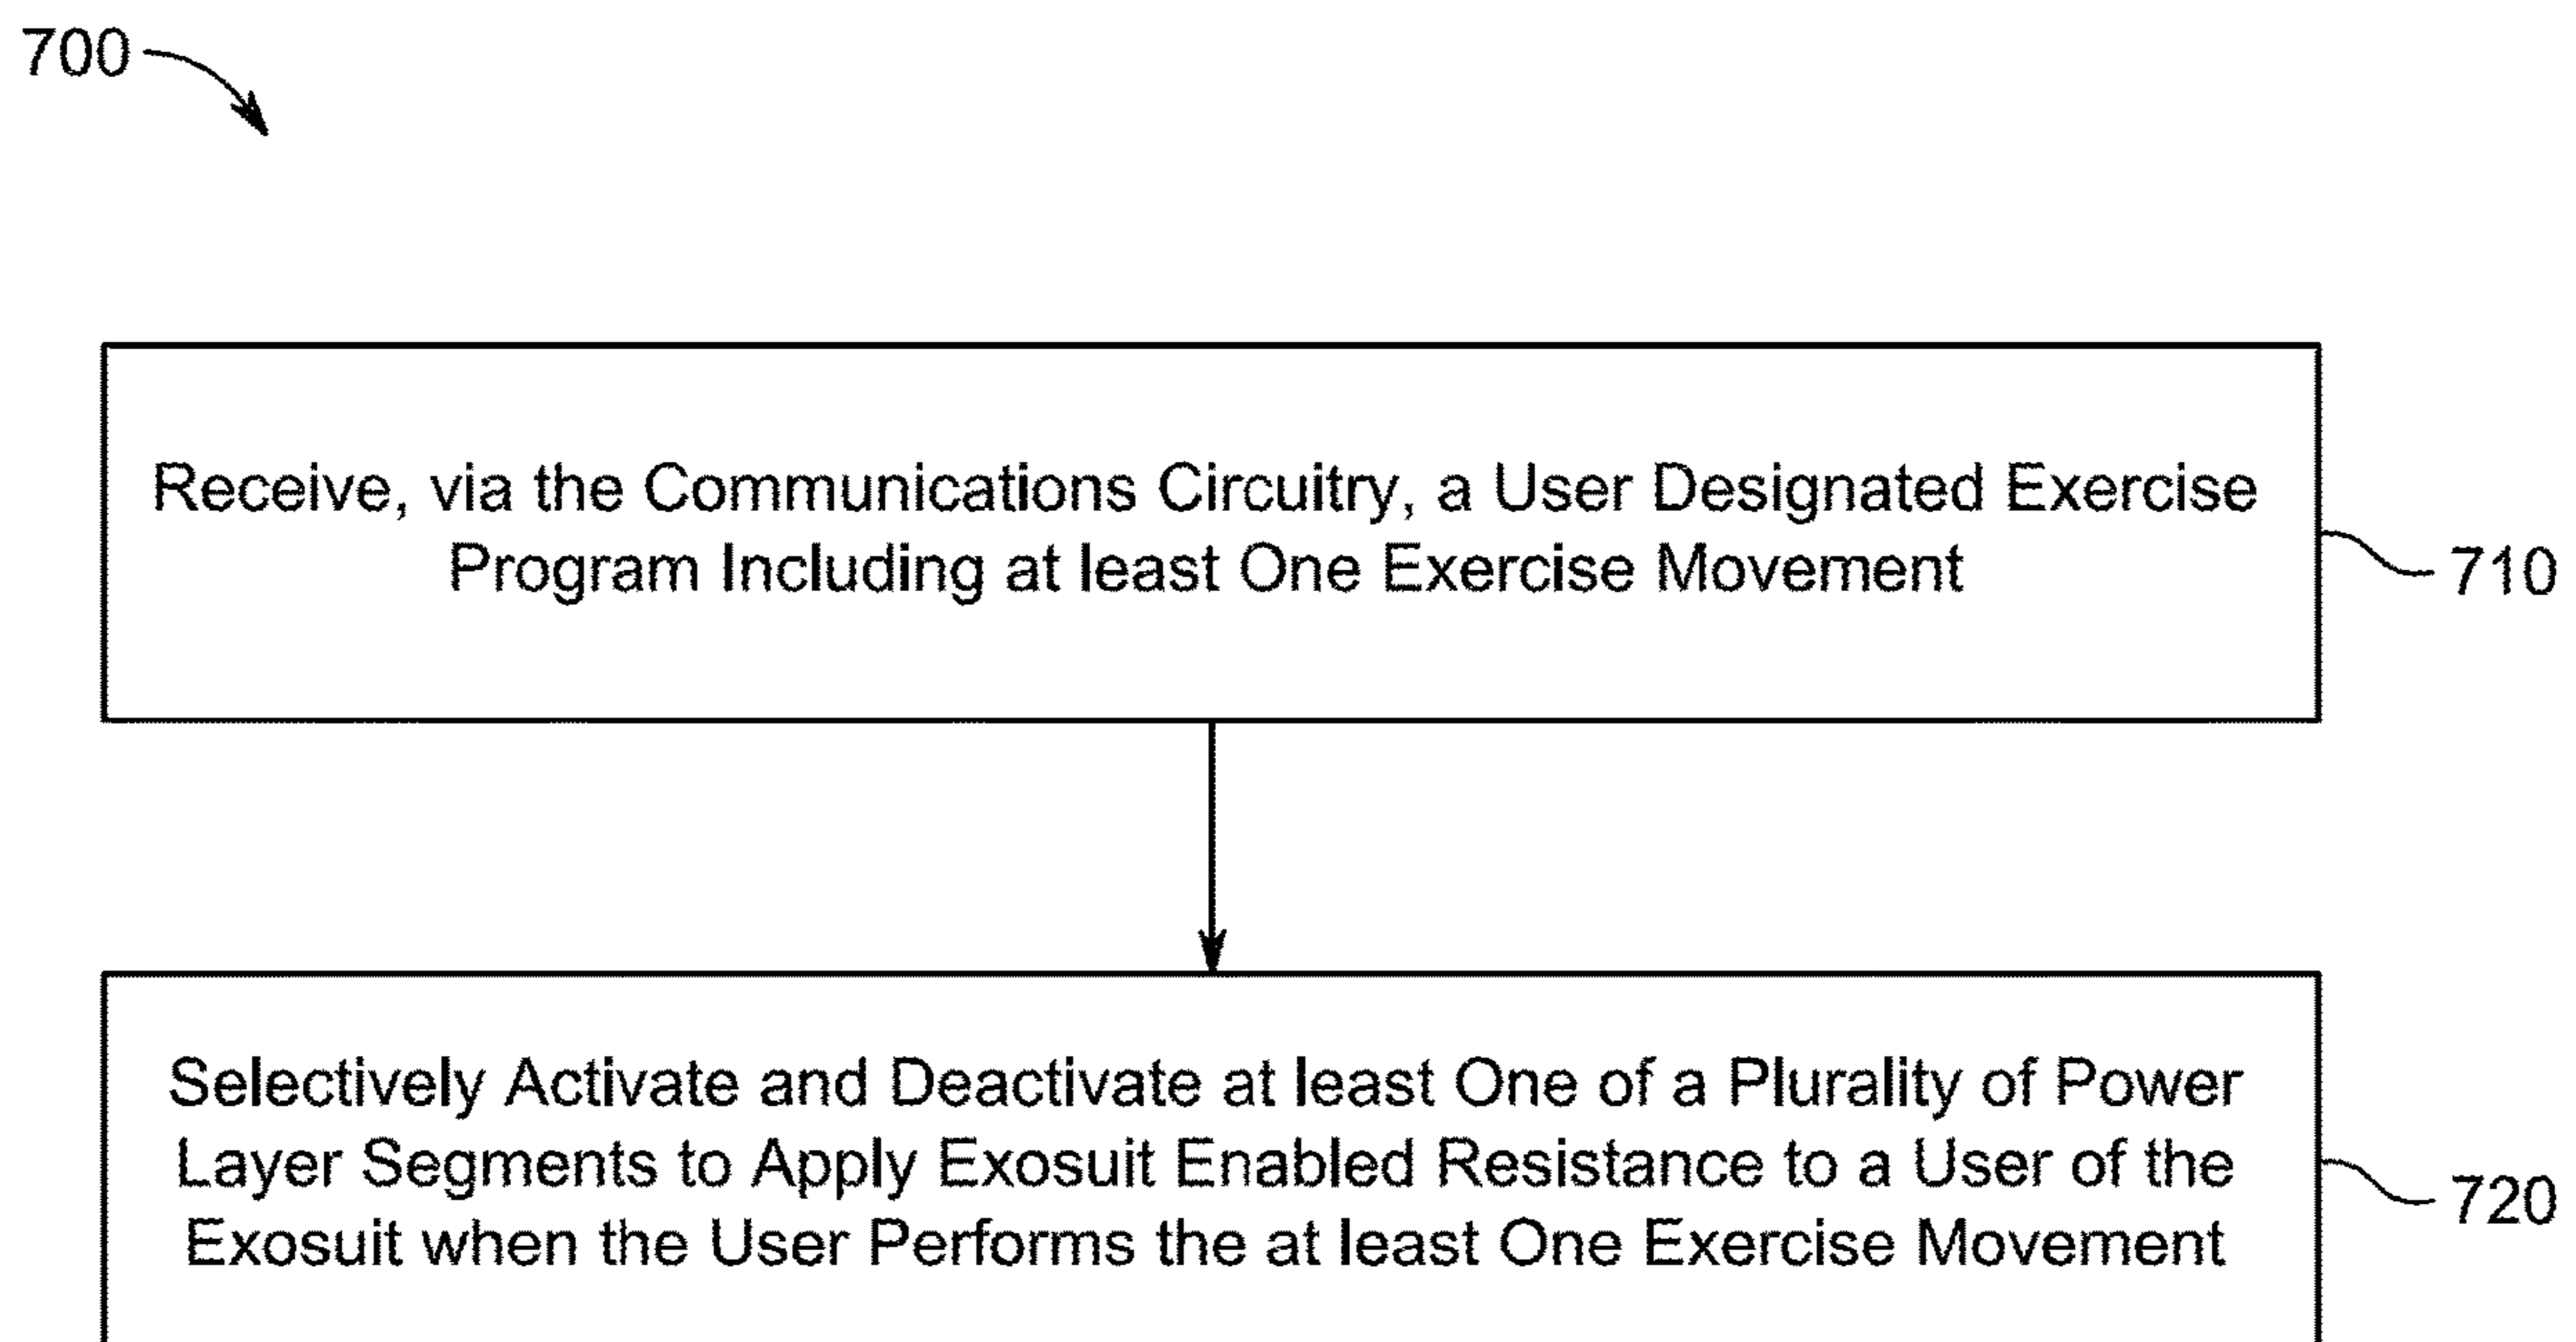 700
Receive, via the Communications Circuitry, a User Designated Exercise
Program Including at least One Exercise Movement
710
Selectively Activate and Deactivate at least One of a Plurality of Power
Layer Segments to Apply Exosuit Enabled Resistance to a User of the
Exosuit when the User Performs the at least One Exercise Movement
720